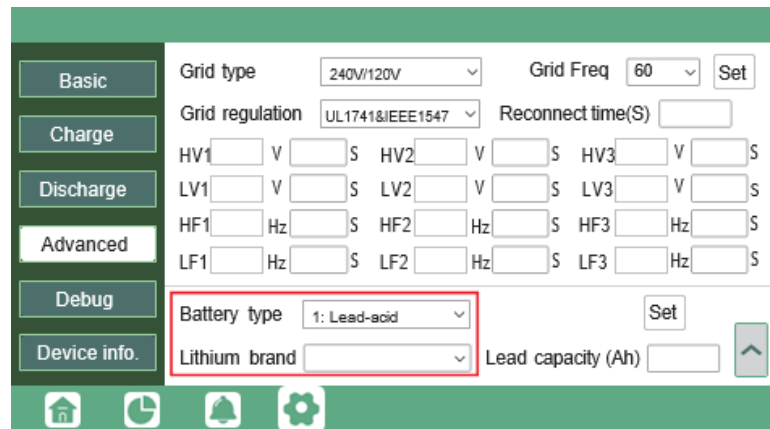 Basic
Charge
Discharge
Advanced
Debug
Device info.
Grid type 240V/120V Grid Freq 60 Set
Grid regulation UL1741&IEEE1547 Reconnect time(S)
HV1 V S HV2 V S HV3 V S
LV1 V S LV2 V S LV3 V S
HF1 Hz S HF2 Hz S HF3 Hz S
LF1 Hz S LF2 Hz S LF3 Hz S
Battery type 1: Lead-acid Set
Lithium brand Lead capacity (Ah)